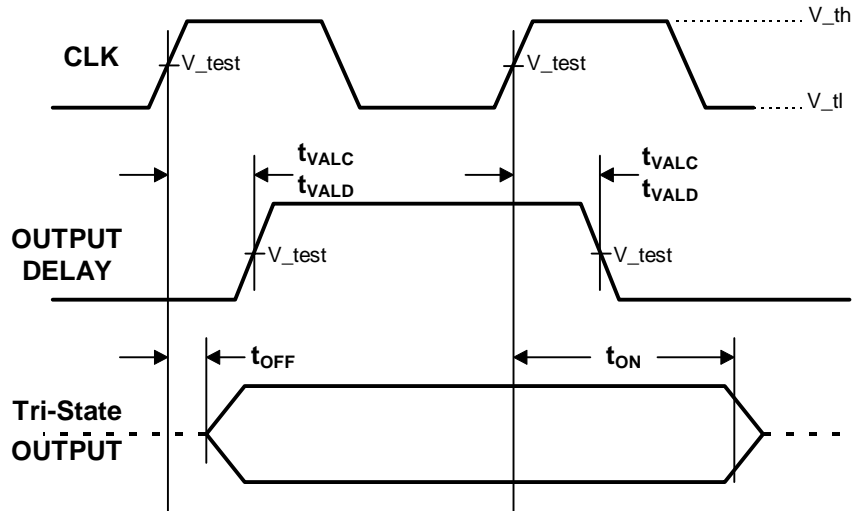 V_th
CLK
V_test
V_test
V_tl
tVALC
tVALD
tVALC
tVALD
OUTPUT
DELAY
V_test
V_test
tOFF
tON
Tri-State
OUTPUT